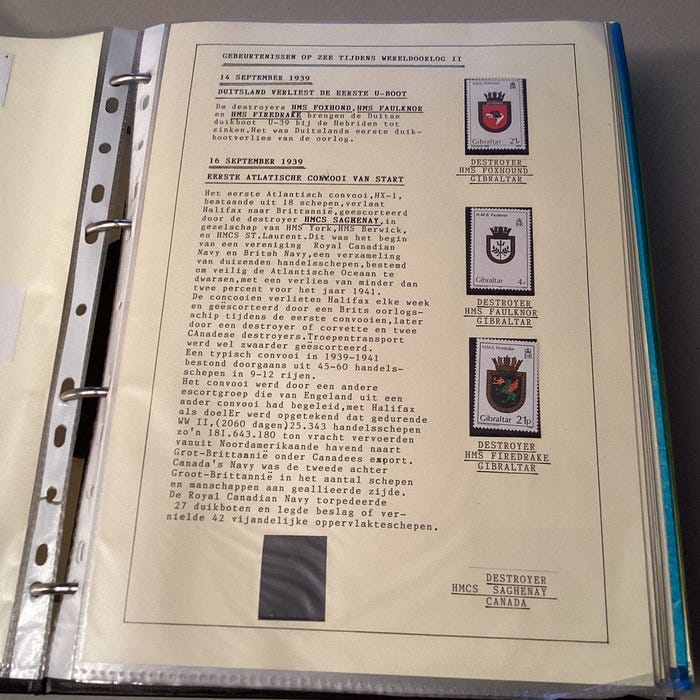 GEBEURTENISSEN OP ZEE TIJDENS WERELDOORLOG II
14 SEPTEMBER 1939
DUITSLAND VERLIEST DE EERSTE U-BOOT
De destroyers HMS FOXHOND,HMS FAULKNOR
en HMS FIREDRAKE brengen de Duitse
duikboot U-39 bij de Hebriden tot
zinken.Het was Duitslands eerste duik-
bootverlies van de oorlog.
16 SEPTEMBER 1939
EERSTE ATLATISCHE CONVOOI VAN START
Het eerste Atlantisch convooi,HX-1,
bestaande uit 18 schepen,verlaat
Halifax naar Brittannië,geescorteerd
door de destroyer HMCS SAGHENAY,in
gezelschap van HMS York,HMS Berwick,
en HMCS ST.Laurent.Dit was het begin
van een vereniging Royal Canadian
Navy en Britsh Navy,een verzameling
van duizenden handelsschepen,bestemd
om veilig de Atlantische Oceaan te
dwarsen,met een verlies van minder dan
twee percent voor het jaar 1941.
De concooien verlieten Halifax elke week
en geëscorteerd door een Brits oorlogs-
schip tijdens de eerste convooien,later
door een destroyer of corvette en twee
CAnadese destroyers.Troepentransport
werd wel zwaarder geëscorteerd.
Een typisch convooi in 1939-1941
bestond doorgaans uit 45-60 handels-
schepen in 9-12 rijen.
Het convooi werd door een andere
escortgroep die van Engeland uit een
ander convooi had begeleid,met Halifax
als doelEr werd opgetekend dat gedurende
WW II,(2060 dagen)25.343 handelsschepen
zo'n 181.643.180 ton vracht vervoerden
vanuit Noordamerikaande havend naart
Grot-Brittannië onder Canadees export.
Canada's Navy was de tweede achter
Groot-Brittannië in het aantal schepen
en manschappen aan geallieerde zijde.
De Royal Canadian Navy torpedeerde
27 duikboten en legde beslag of ver-
nielde 42 vijandelijke oppervlakteschepen.
Gibraltar 21p
DESTROYER
HMS FOXHOUND
GIBRALTAR
H.M.S. Faulknor
Gibraltar 4p
DESTROYER
HMS FAULKNOR
GIBRALTAR
H.M.S. Firedrake
Gibraltar 21p
DESTROYER
HMS FIREDRAKE
GIBRALTAR
DESTROYER
HMCS SAGHENAY
CANADA